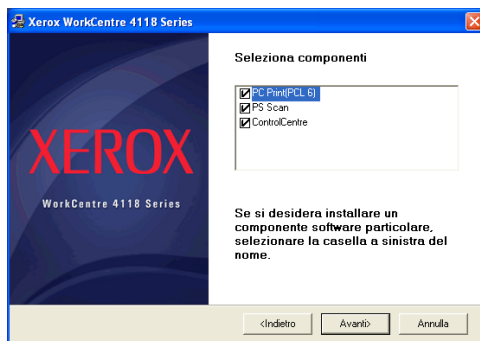 Xerox WorkCentre 4118 Series
Seleziona componenti
PC Print(PCL 6)
PS Scan
ControlCentre
XEROX
WorkCentre 4118 Series
Se si desidera installare un
componente software particolare,
selezionare la casella a sinistra del
nome.
<Indietro
Avanti>
Annulla